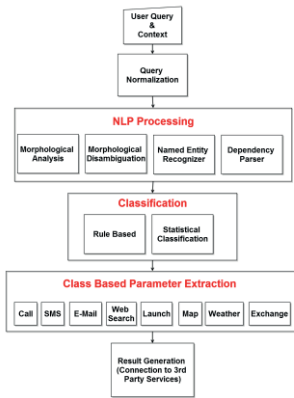 User Query
&
Context
Query
Normalization
NLP Processing
Morphological
Analysis
Morphological
Disambiguation
Named Entity
Recognizer
Dependency
Parser
Classification
Rule Based
Statistical
Classification
Class Based Parameter Extraction
Call
SMS
E-Mail
Web
Search
Launch
Map
Weather
Exchange
Result Generation
(Connection to 3rd
Party Services)